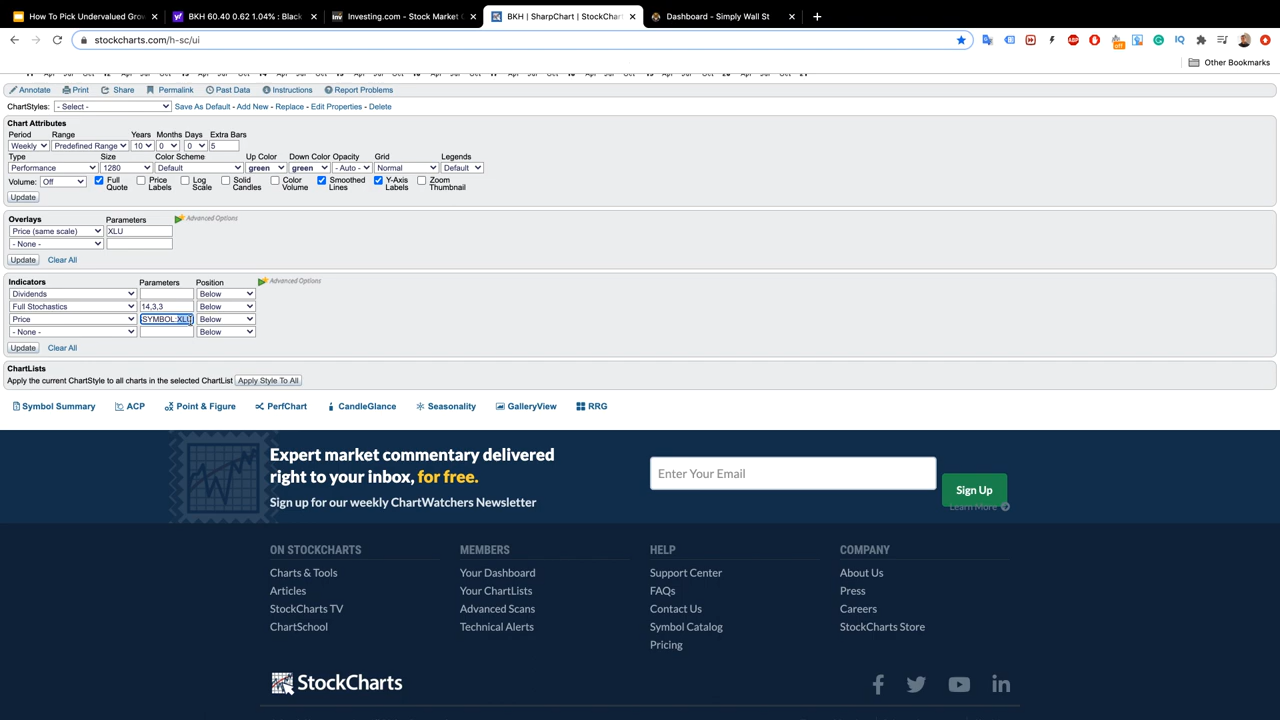 How To Pick Undervalued Gro
BKH 60.40 0.62 1.04% : Black
Investing.com - Stock Market
BKH | SharpChart | StockChar
Dashboard - Simply Wall St
stockcharts.com/h-sc/ui
Other Bookmarks
Annotate Print Share Permalink Past Data Instructions Report Problems
ChartStyles: - Select - Save As Default - Add New - Replace - Edit Properties - Delete
Chart Attributes
Period Range Years Months Days Extra Bars
Weekly Predefined Range 10 0 0 5
Type Size Color Scheme Up Color Down Color Opacity Grid Legends
Performance 1280 Default green green - Auto - Normal Default
Volume: Off Full Quote Price Labels Log Scale Solid Candles Color Volume Smoothed Lines Y-Axis Labels Zoom Thumbnail
Update
Overlays Parameters Advanced Options
Price (same scale) XLU
- None -
Update Clear All
Indicators Parameters Position Advanced Options
Dividends Below
Full Stochastics 14,3,3 Below
Price SYMBOL:XLU Below
- None - Below
Update Clear All
ChartLists
Apply the current ChartStyle to all charts in the selected ChartList Apply Style To All
Symbol Summary ACP Point & Figure PerfChart CandleGlance Seasonality GalleryView RRG
Expert market commentary delivered
right to your inbox, for free.
Sign up for our weekly ChartWatchers Newsletter
Enter Your Email
Sign Up
Learn More
ON STOCKCHARTS MEMBERS HELP COMPANY
Charts & Tools Your Dashboard Support Center About Us
Articles Your ChartLists FAQs Press
StockCharts TV Advanced Scans Contact Us Careers
ChartSchool Technical Alerts Symbol Catalog StockCharts Store
Pricing
StockCharts